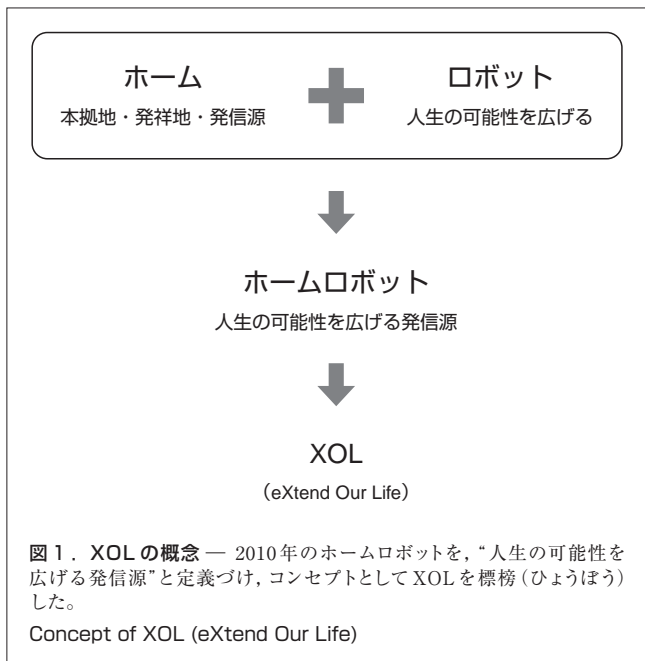 ホーム
本拠地・発祥地・発信源
ロボット
人生の可能性を広げる
ホームロボット
人生の可能性を広げる発信源
XOL
（eXtend Our Life）
図1．XOLの概念 — 2010年のホームロボットを，“人生の可能性を
広げる発信源”と定義づけ，コンセプトとしてXOLを標榜（ひょうぼう）
した。
Concept of XOL (eXtend Our Life)